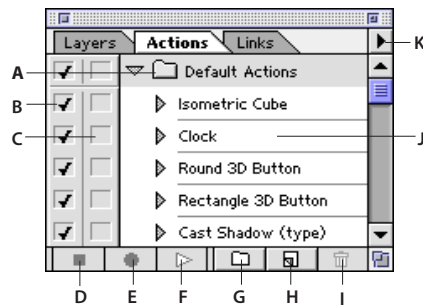 Layers Actions Links K
A Default Actions
B Isometric Cube
C Clock J
Round 3D Button
Rectangle 3D Button
Cast Shadow (type)
D E F G H I